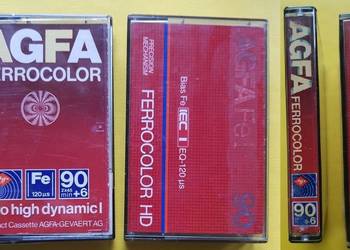 AGFA
FERROCOLOR
Fe
120 µs
90
2x45
min
+6
high dynamic I
Cassette AGFA-GEVAERT AG
PRECISION
MECHANISM
FERROCOLOR HD
Bias Fe IEC I EQ-120 µs
AGFA Fe I
90
AGFA
FERROCOLOR
90
+6